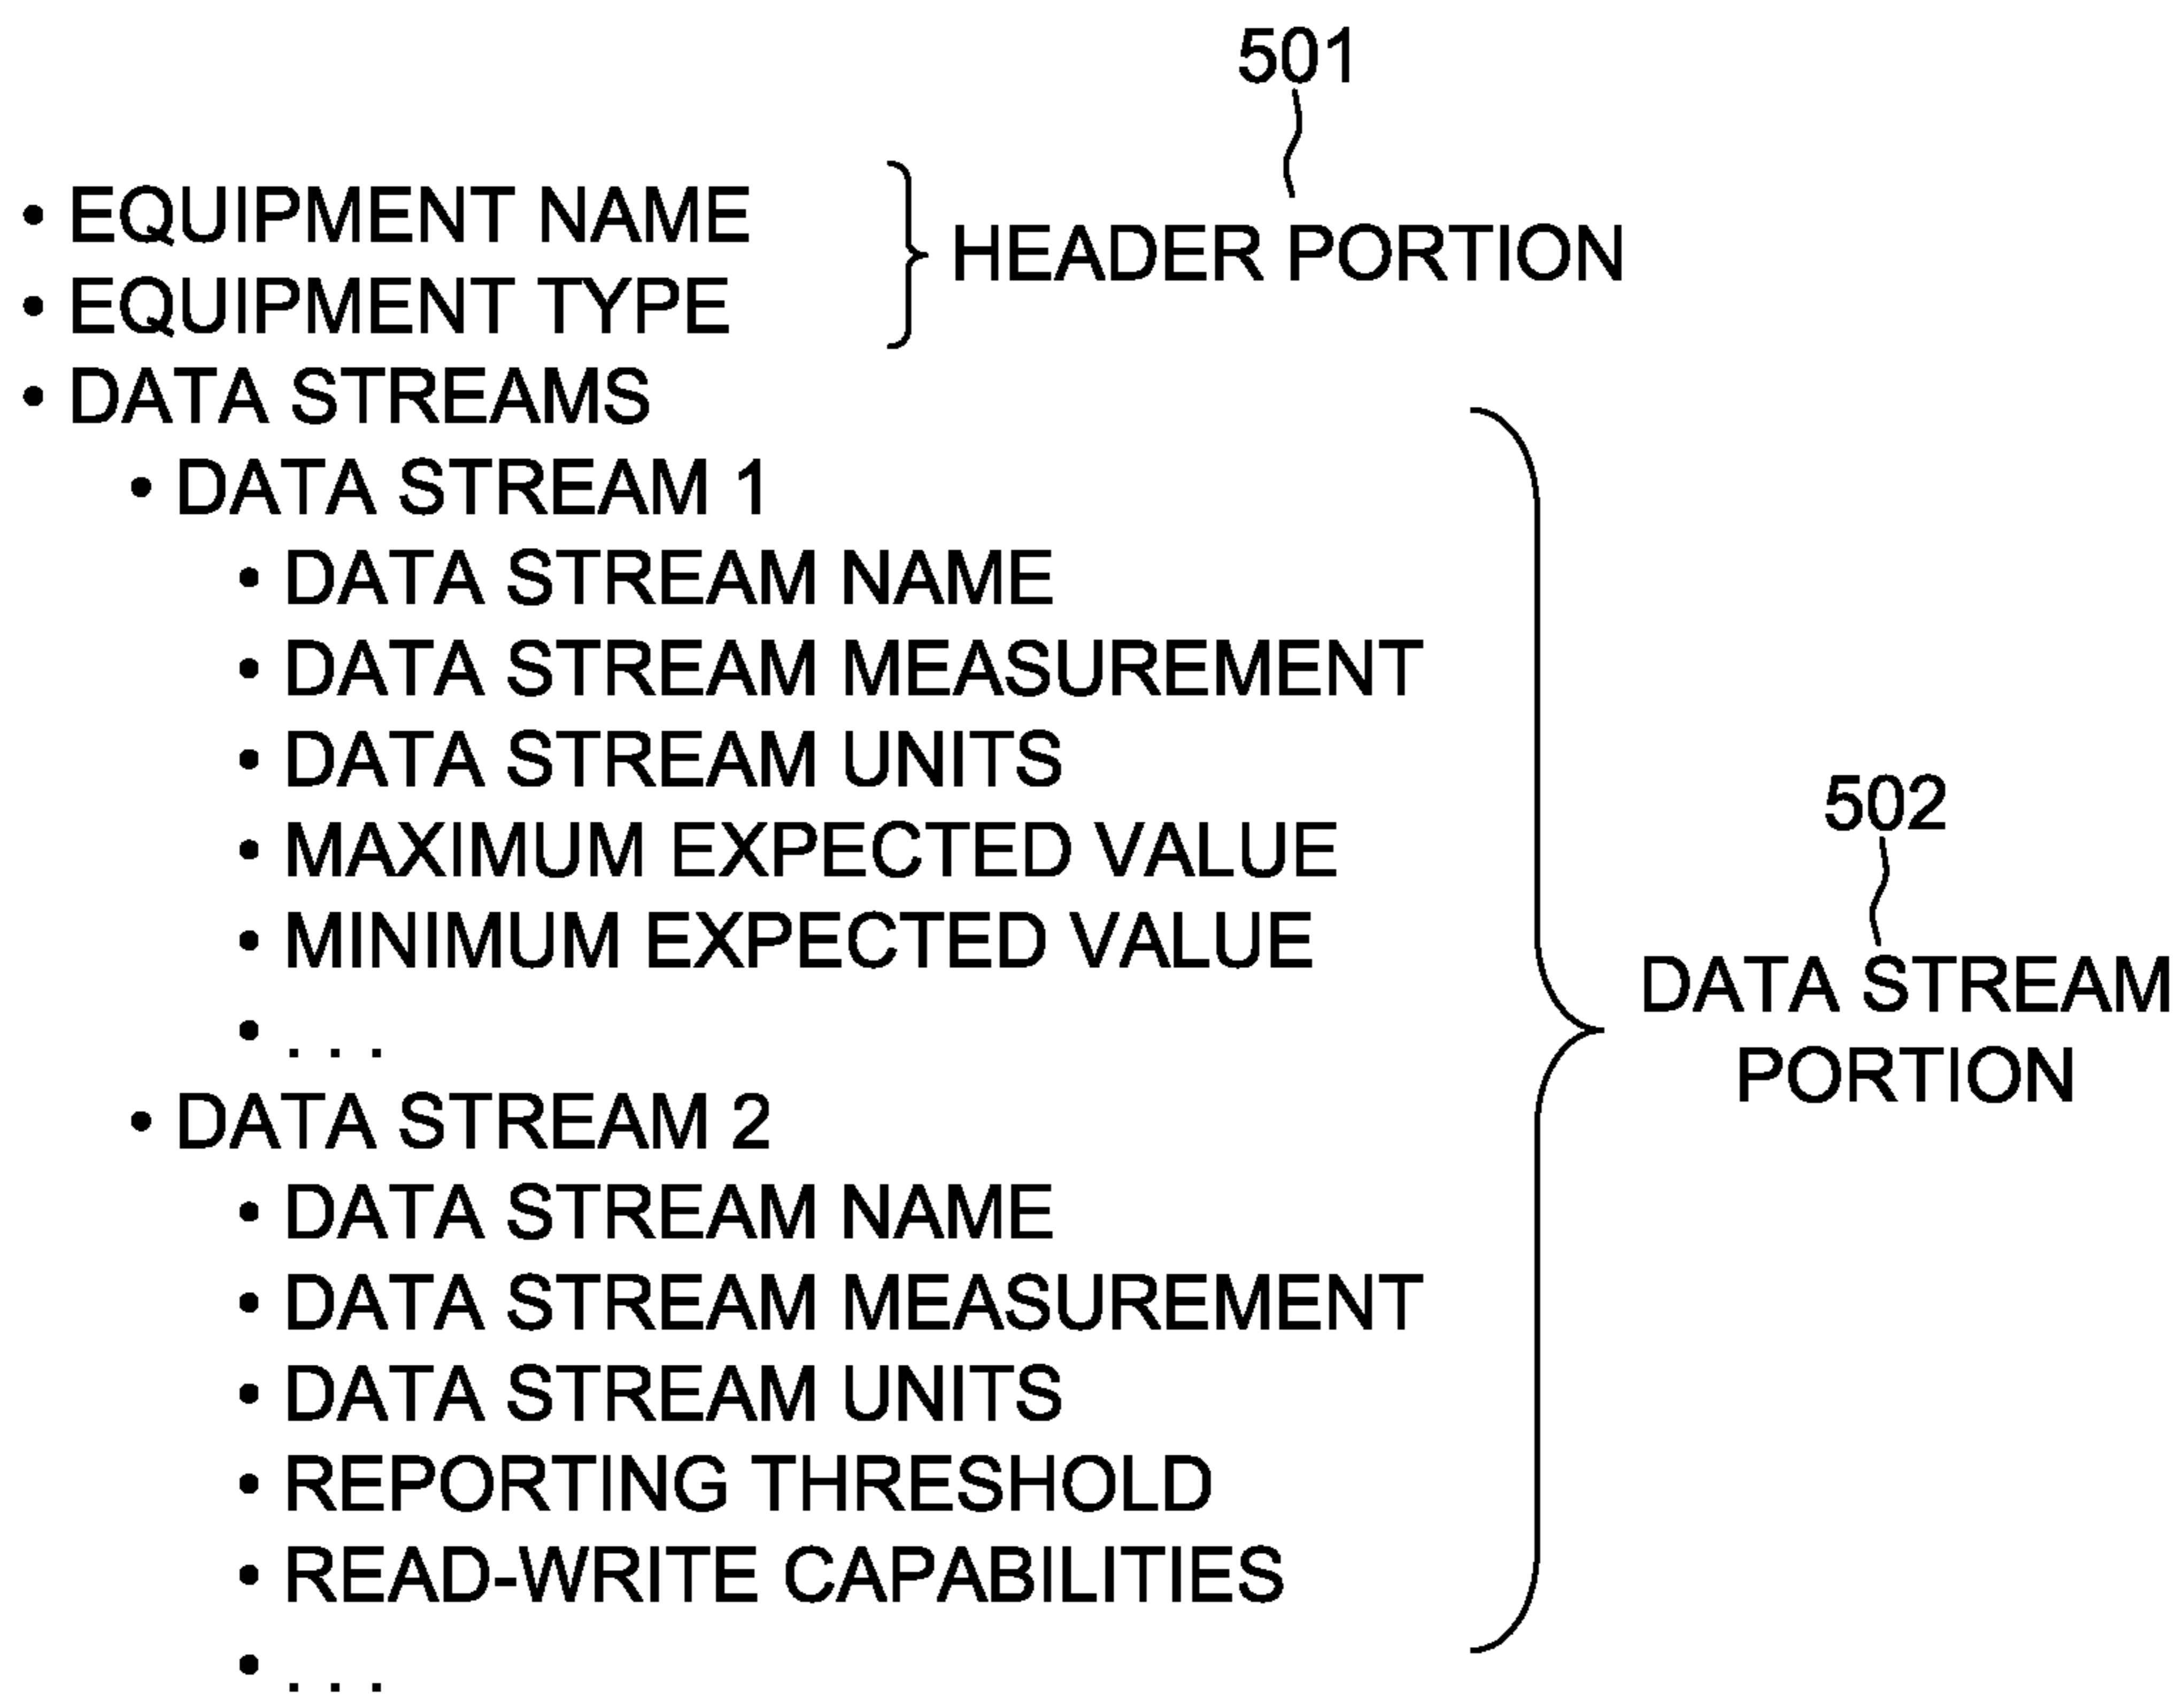 501
• EQUIPMENT NAME
HEADER PORTION
• EQUIPMENT TYPE
• DATA STREAMS
• DATA STREAM 1
• DATA STREAM NAME
• DATA STREAM MEASUREMENT
• DATA STREAM UNITS
502
• MAXIMUM EXPECTED VALUE
• MINIMUM EXPECTED VALUE
DATA STREAM
PORTION
• . . .
• DATA STREAM 2
• DATA STREAM NAME
• DATA STREAM MEASUREMENT
• DATA STREAM UNITS
• REPORTING THRESHOLD
• READ-WRITE CAPABILITIES
• . . .